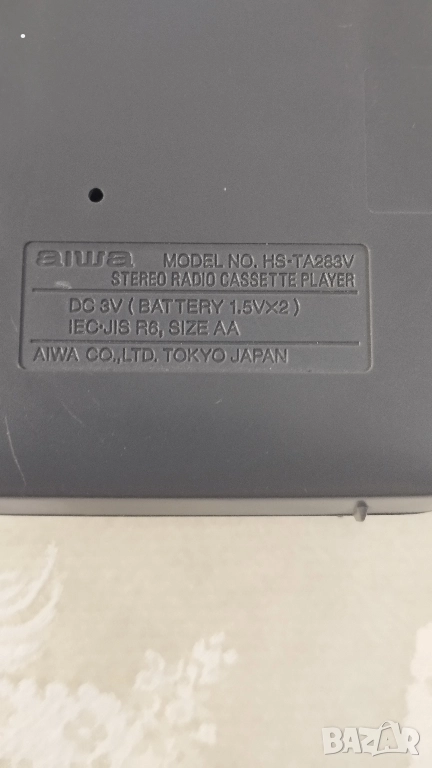 aiwa MODEL NO. HS-TA283V
STEREO RADIO CASSETTE PLAYER
DC 3V ( BATTERY 1.5V×2 )
IEC·JIS R6, SIZE AA
AIWA CO.,LTD. TOKYO JAPAN
BAZAR